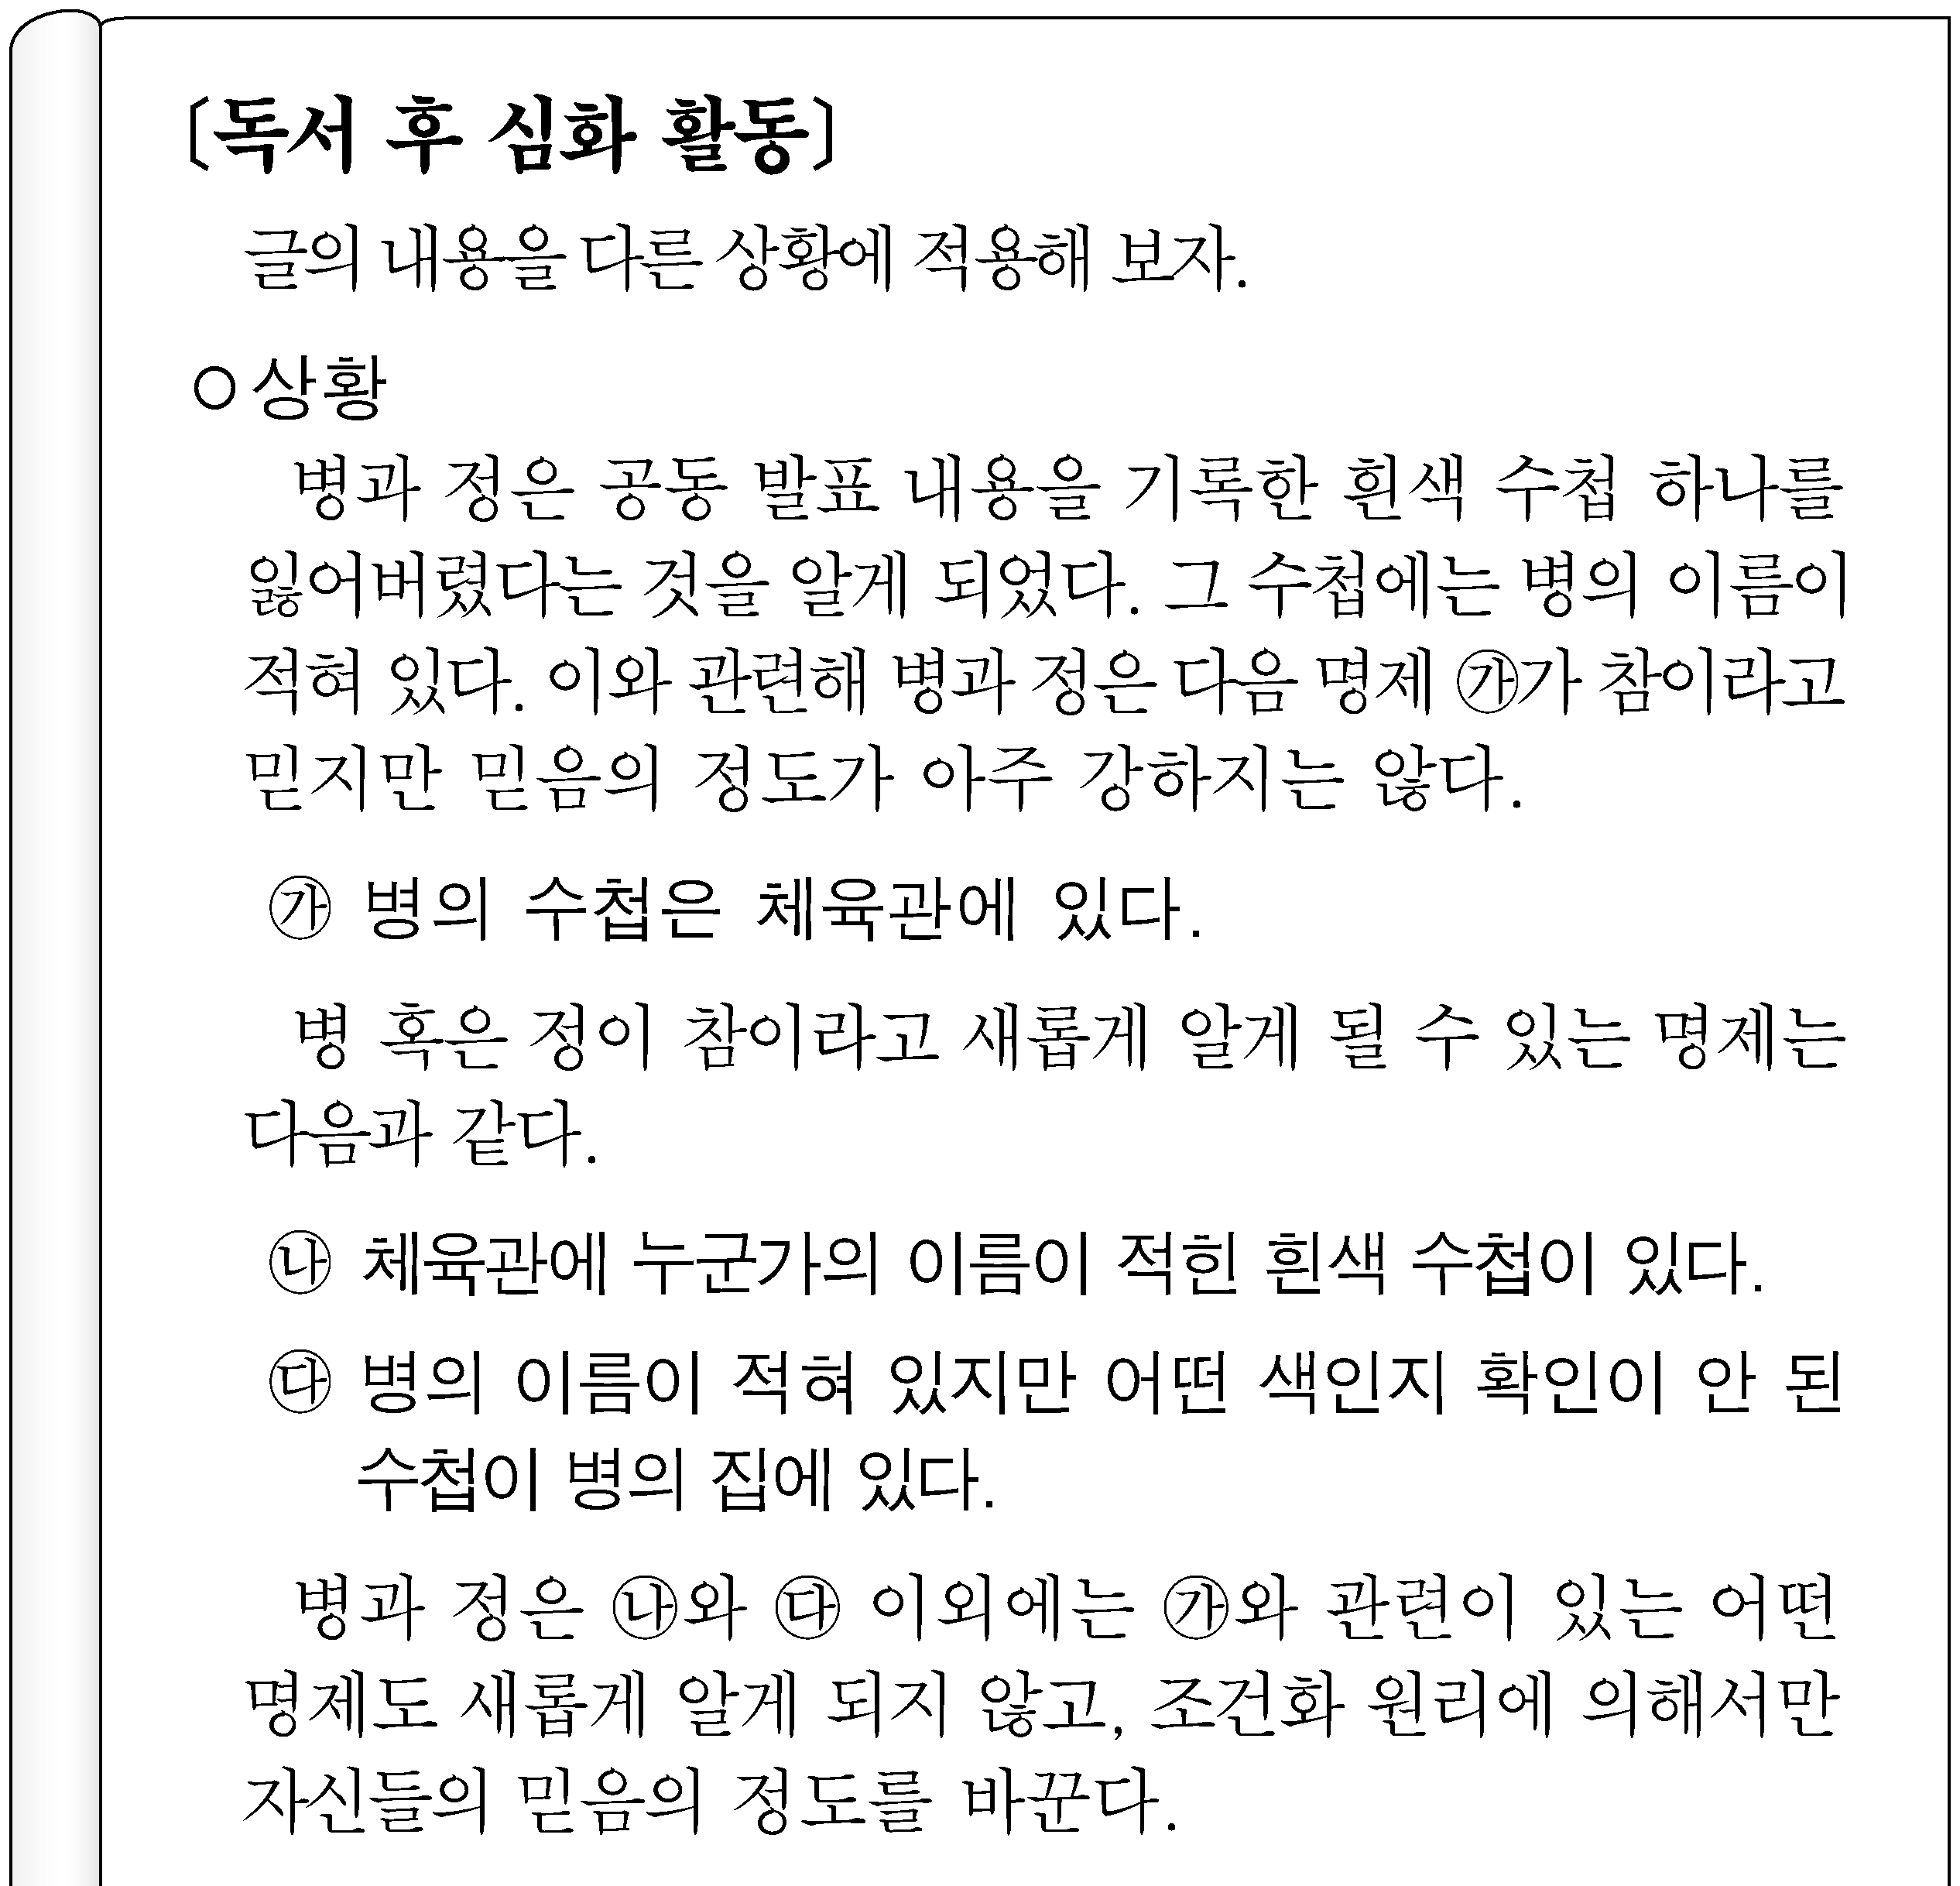 〔독서 후 심화 활동〕
글의 내용을 다른 상황에 적용해 보자.
○ 상황
병과 정은 공동 발표 내용을 기록한 흰색 수첩 하나를
잃어버렸다는 것을 알게 되었다. 그 수첩에는 병의 이름이
적혀 있다. 이와 관련해 병과 정은 다음 명제 ㉮가 참이라고
믿지만 믿음의 정도가 아주 강하지는 않다.
㉮ 병의 수첩은 체육관에 있다.
병 혹은 정이 참이라고 새롭게 알게 될 수 있는 명제는
다음과 같다.
㉯ 체육관에 누군가의 이름이 적힌 흰색 수첩이 있다.
㉰ 병의 이름이 적혀 있지만 어떤 색인지 확인이 안 된
수첩이 병의 집에 있다.
병과 정은 ㉯와 ㉰ 이외에는 ㉮와 관련이 있는 어떤
명제도 새롭게 알게 되지 않고, 조건화 원리에 의해서만
자신들의 믿음의 정도를 바꾼다.